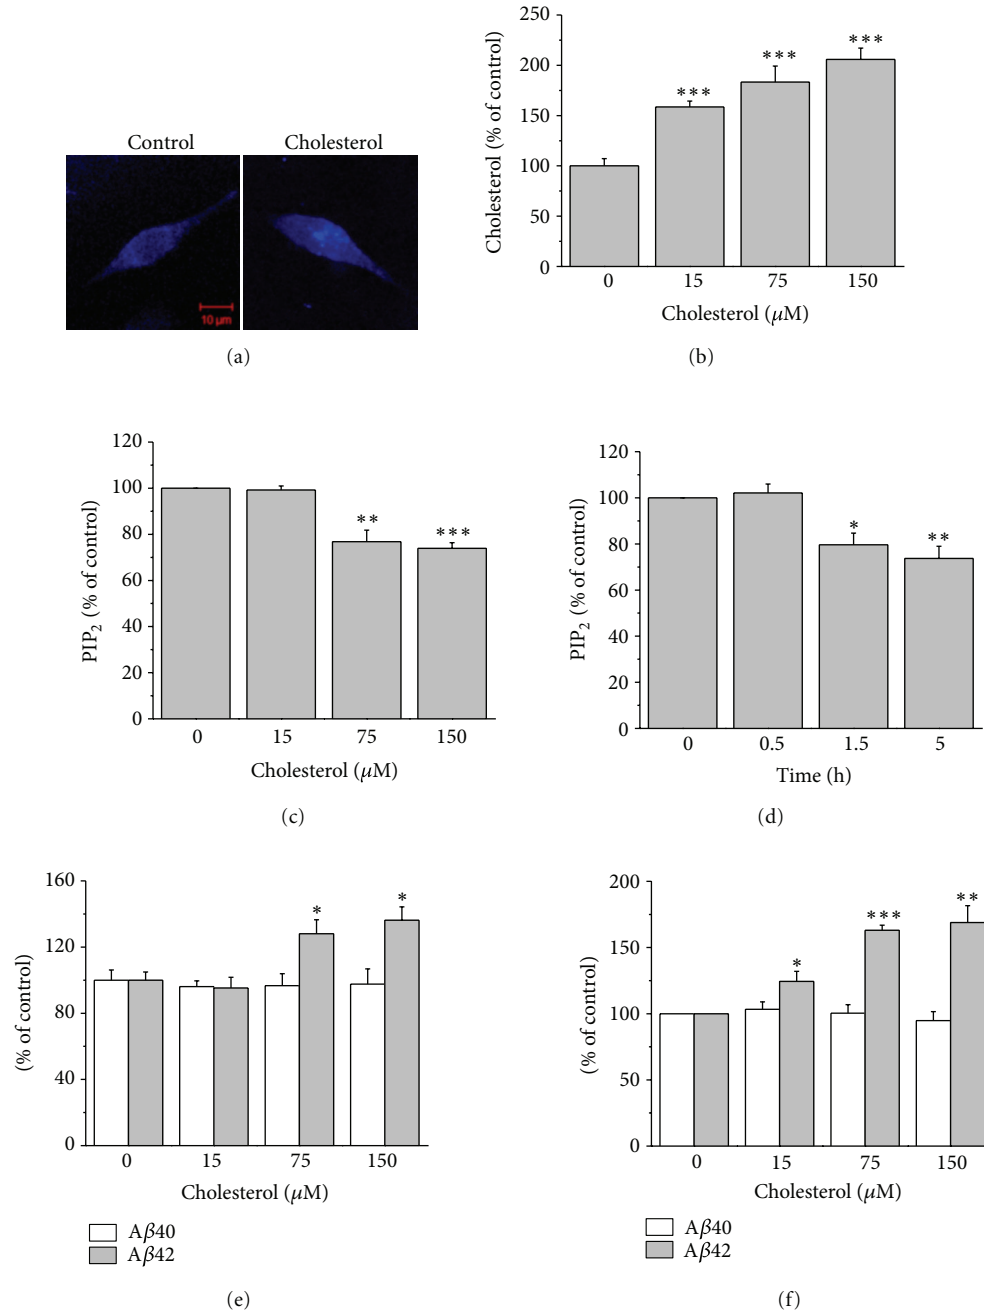 Control Cholesterol
10 μm
(a)
Cholesterol (% of control)
250
200
150
100
50
0
*** *** ***
0 15 75 150
Cholesterol (μM)
(b)
PIP2 (% of control)
120
100
80
60
40
20
0
** ***
0 15 75 150
Cholesterol (μM)
(c)
PIP2 (% of control)
120
100
80
60
40
20
0
* **
0 0.5 1.5 5
Time (h)
(d)
(% of control)
160
120
80
40
0
* *
0 15 75 150
Cholesterol (μM)
Aβ40
Aβ42
(e)
(% of control)
200
150
100
50
0
* *** **
0 15 75 150
Cholesterol (μM)
Aβ40
Aβ42
(f)